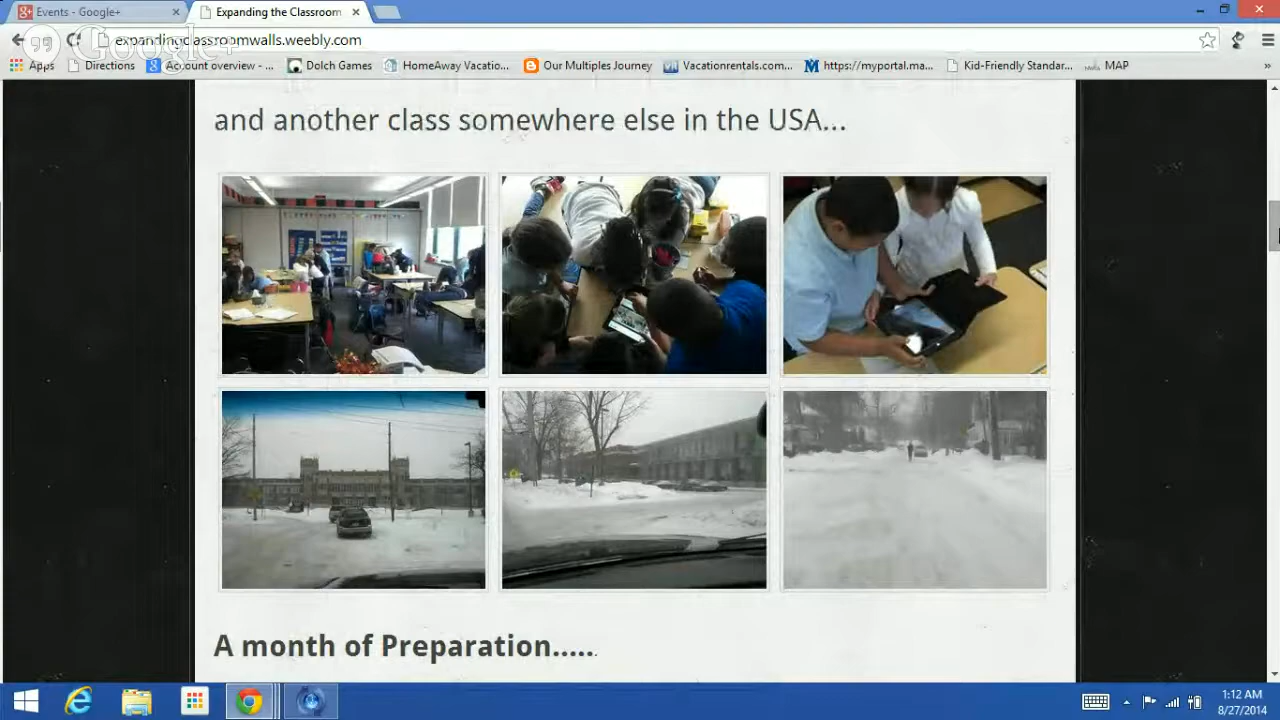 Events - Google+
Expanding the Classroom
Google+
expandingclassroomwalls.weebly.com
Apps
Directions
Account overview - ...
Dolch Games
HomeAway Vacatio...
Our Multiples Journey
VR Vacationrentals.com...
https://myportal.ma...
Kid-Friendly Standar...
MAP
»
and another class somewhere else in the USA...
A month of Preparation......
1:12 AM
8/27/2014